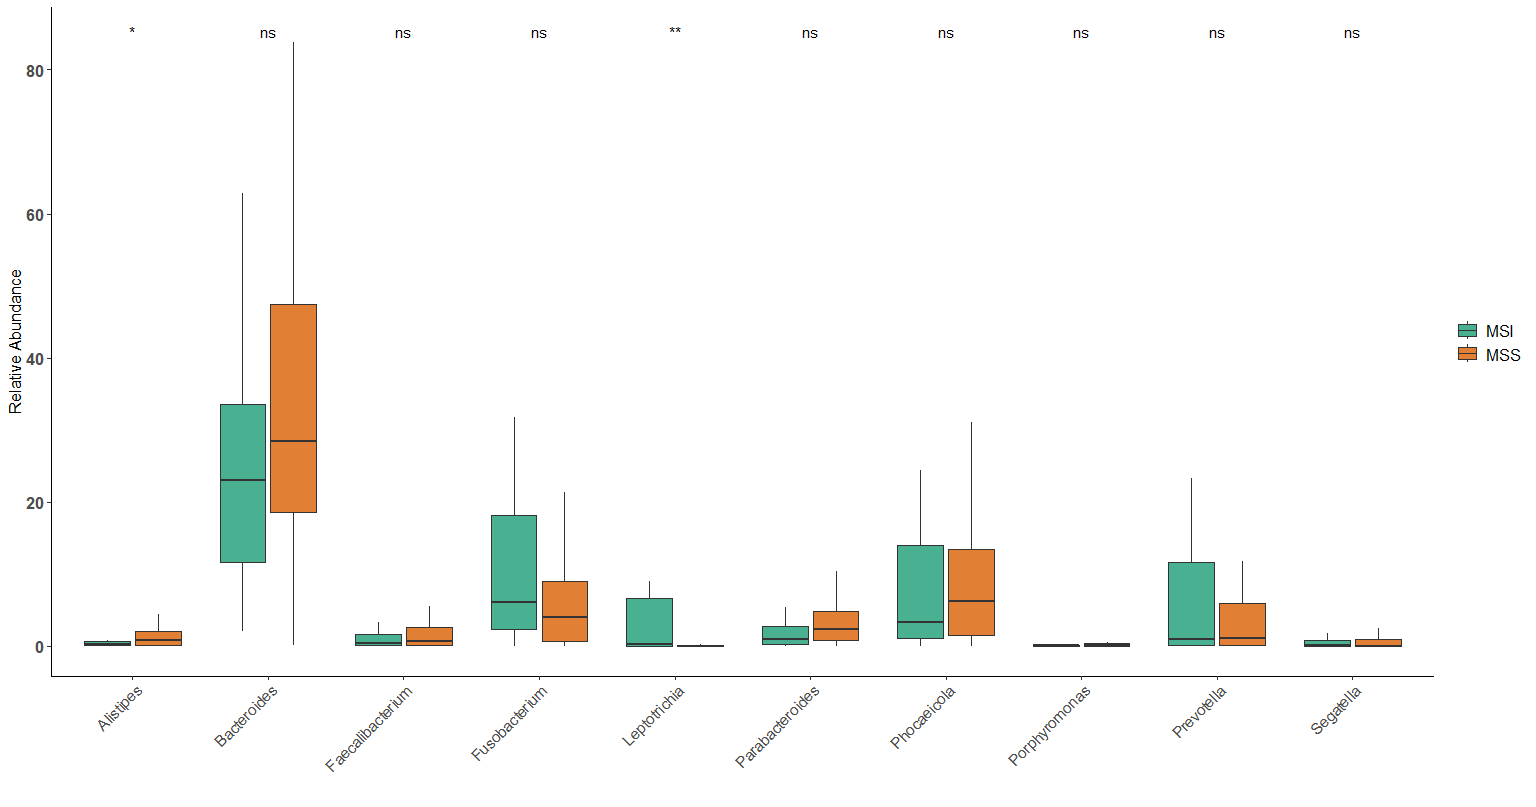 * ns ns ns ** ns ns ns ns ns
80
60
40
20
0
Relative Abundance
MSI
MSS
Alistipes
Bacteroides
Faecalibacterium
Fusobacterium
Leptotrichia
Parabacteroides
Phocaeicola
Porphyromonas
Prevotella
Segatella